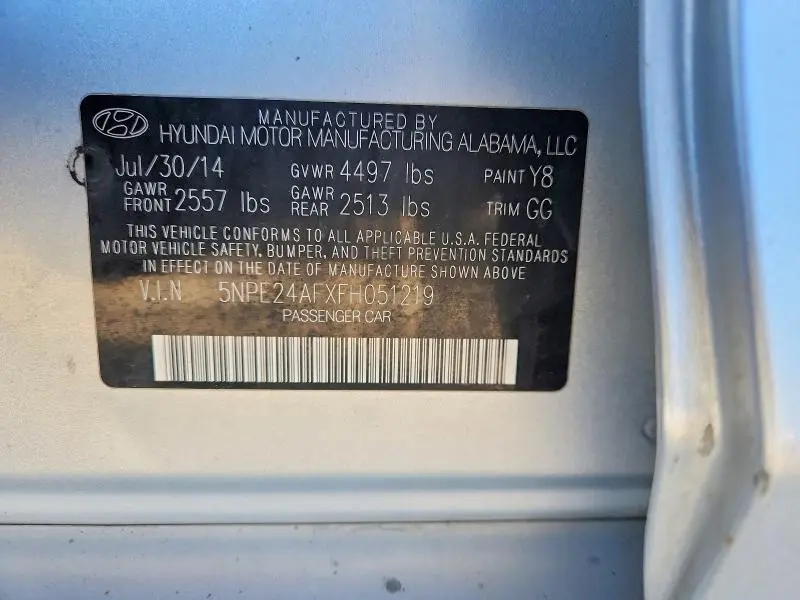 MANUFACTURED BY
HYUNDAI MOTOR MANUFACTURING ALABAMA, LLC
Jul/30/14 GVWR 4497 lbs PAINT Y8
GAWR FRONT 2557 lbs GAWR REAR 2513 lbs TRIM GG
THIS VEHICLE CONFORMS TO ALL APPLICABLE U.S.A. FEDERAL
MOTOR VEHICLE SAFETY, BUMPER, AND THEFT PREVENTION STANDARDS
IN EFFECT ON THE DATE OF MANUFACTURE SHOWN ABOVE
V.I.N 5NPE24AFXFH051219
PASSENGER CAR